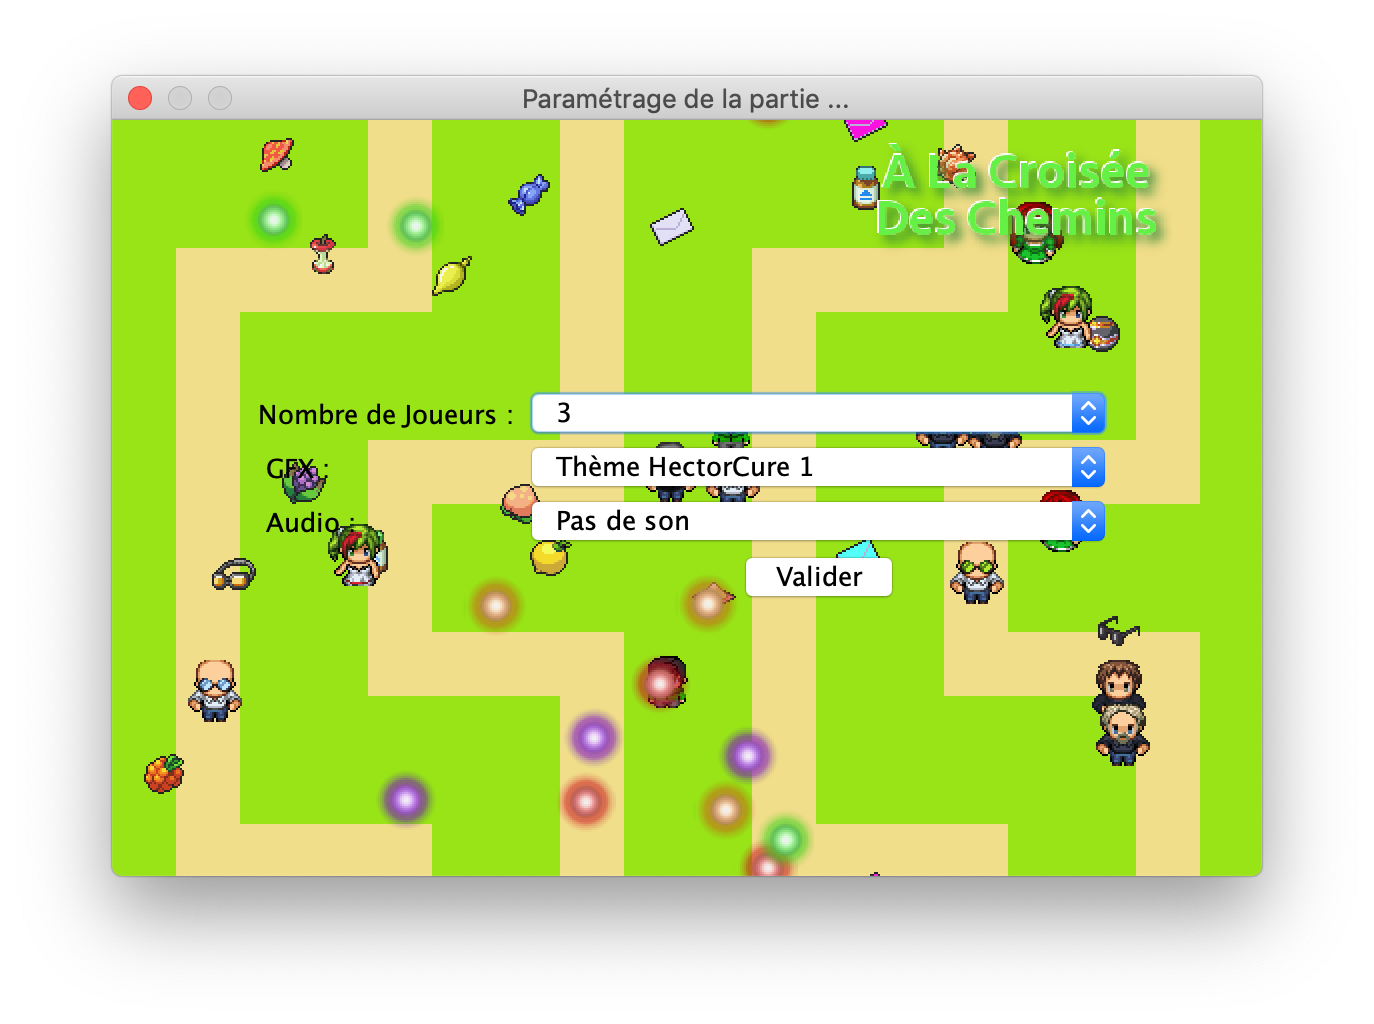 Paramétrage de la partie ...
À La Croisée
Des Chemins
Nombre de Joueurs : 3
GFX : Thème HectorCure 1
Audio : Pas de son
Valider